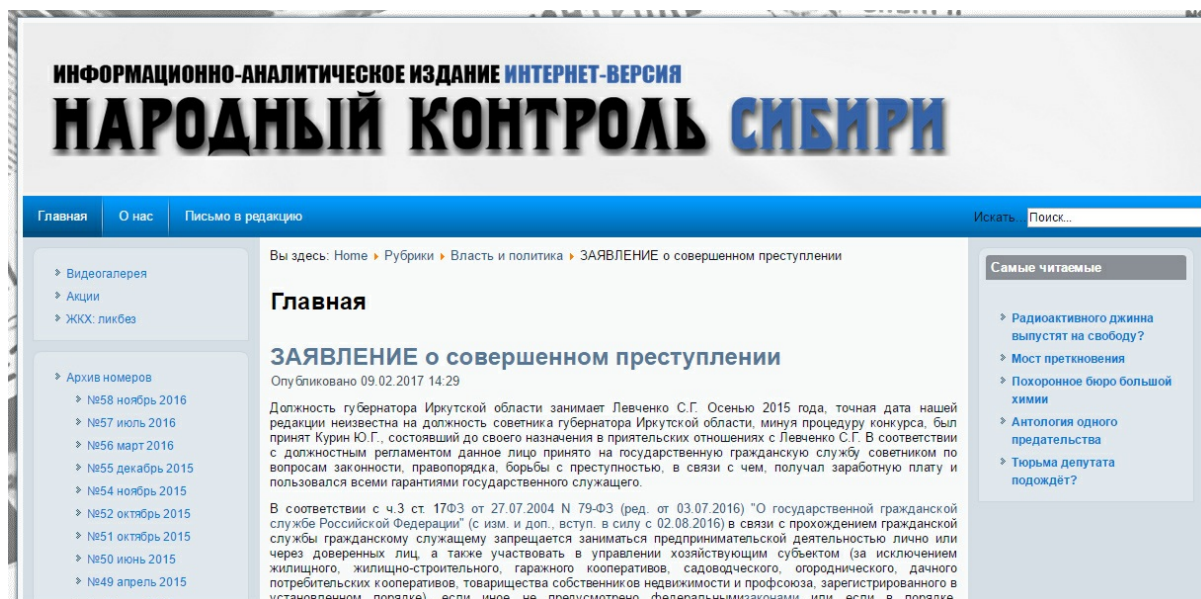 ИНФОРМАЦИОННО-АНАЛИТИЧЕСКОЕ ИЗДАНИЕ ИНТЕРНЕТ-ВЕРСИЯ
НАРОДНЫЙ КОНТРОЛЬ СИБИРИ
Главная О нас Письмо в редакцию Искать... Поиск...
Видеогалерея
Акции
ЖКХ: ликбез
Архив номеров
№58 ноябрь 2016
№57 июль 2016
№56 март 2016
№55 декабрь 2015
№54 ноябрь 2015
№52 октябрь 2015
№51 октябрь 2015
№50 июнь 2015
№49 апрель 2015
Вы здесь: Home Рубрики Власть и политика ЗАЯВЛЕНИЕ о совершенном преступлении
Главная
ЗАЯВЛЕНИЕ о совершенном преступлении
Опубликовано 09.02.2017 14:29
Должность губернатора Иркутской области занимает Левченко С.Г. Осенью 2015 года, точная дата нашей
редакции неизвестна на должность советника губернатора Иркутской области, минуя процедуру конкурса, был
принят Курин Ю.Г., состоявший до своего назначения в приятельских отношениях с Левченко С.Г. В соответствии
с должностным регламентом данное лицо принято на государственную гражданскую службу советником по
вопросам законности, правопорядка, борьбы с преступностью, в связи с чем, получал заработную плату и
пользовался всеми гарантиями государственного служащего.
В соответствии с ч.3 ст. 17ФЗ от 27.07.2004 N 79-ФЗ (ред. от 03.07.2016) "О государственной гражданской
службе Российской Федерации" (с изм. и доп., вступ. в силу с 02.08.2016) в связи с прохождением гражданской
службы гражданскому служащему запрещается заниматься предпринимательской деятельностью лично или
через доверенных лиц, а также участвовать в управлении хозяйствующим субъектом (за исключением
жилищного, жилищно-строительного, гаражного кооперативов, садоводческого, огороднического, дачного
потребительских кооперативов, товарищества собственников недвижимости и профсоюза, зарегистрированного в
установленном порядке), если иное не предусмотрено федеральнымизаконами или если в порядке,
Самые читаемые
Радиоактивного джинна
выпустят на свободу?
Мост преткновения
Похоронное бюро большой
химии
Антология одного
предательства
Тюрьма депутата
подождёт?